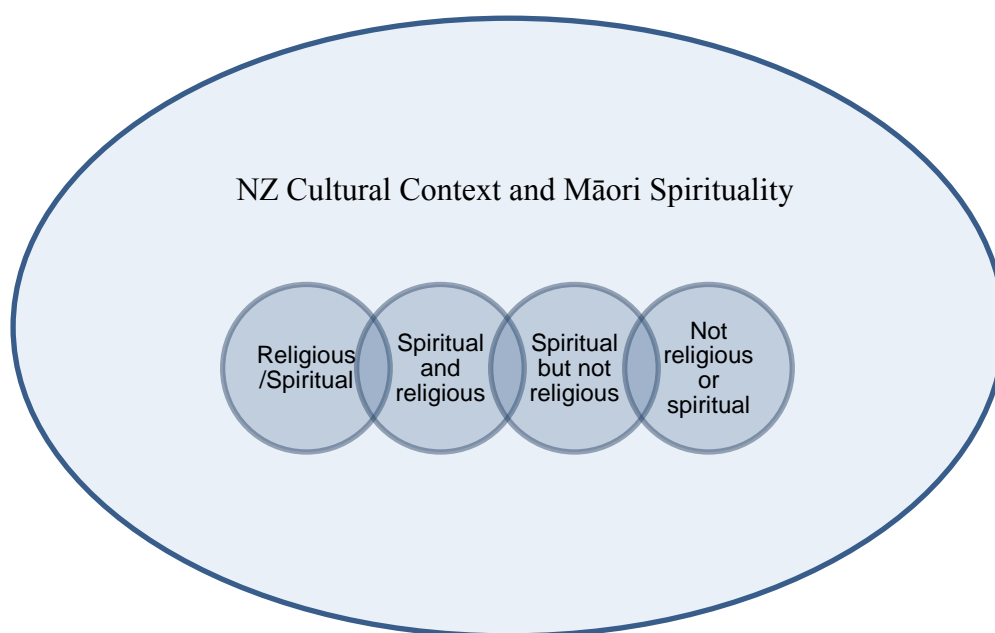 NZ Cultural Context and Māori Spirituality
Religious
/Spiritual
Spiritual
and
religious
Spiritual
but not
religious
Not
religious
or
spiritual